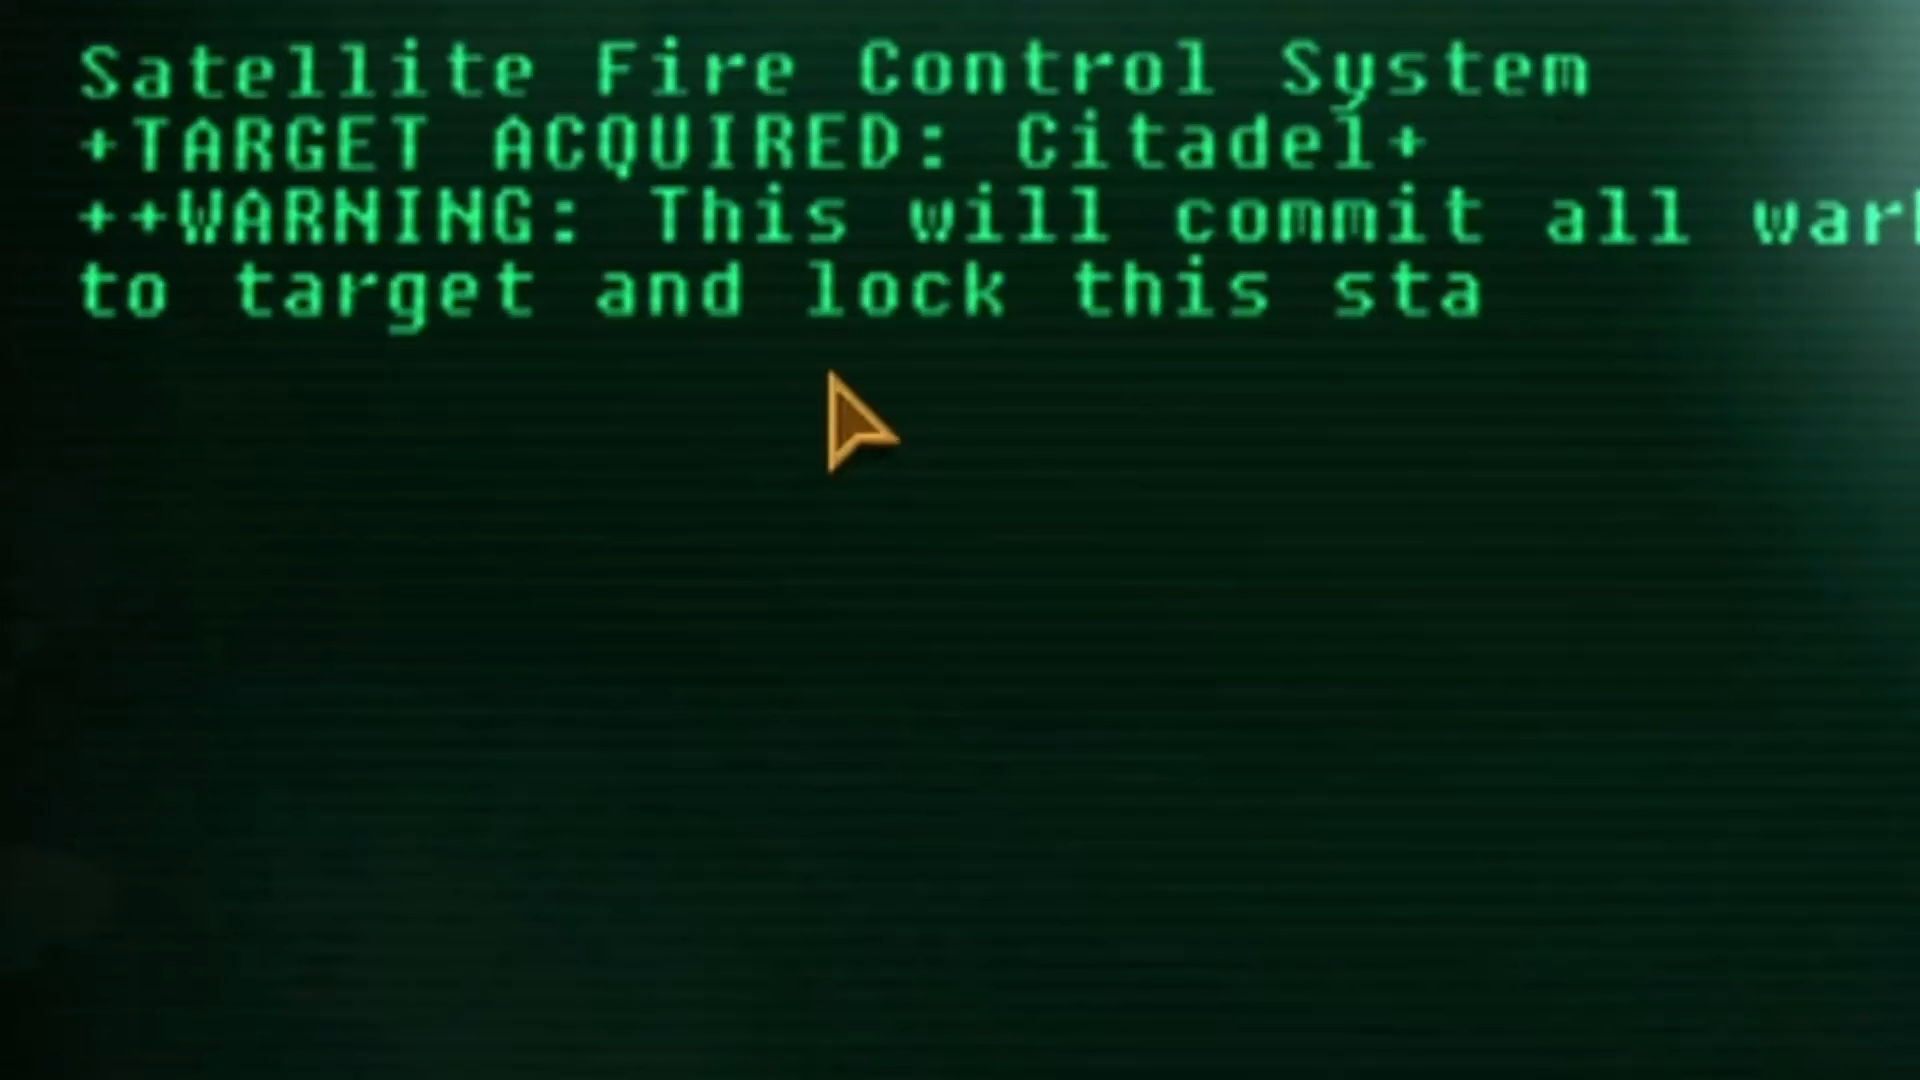 Satellite Fire Control System
+TARGET ACQUIRED: Citadel+
++WARNING: This will commit all
to target and lock this sta